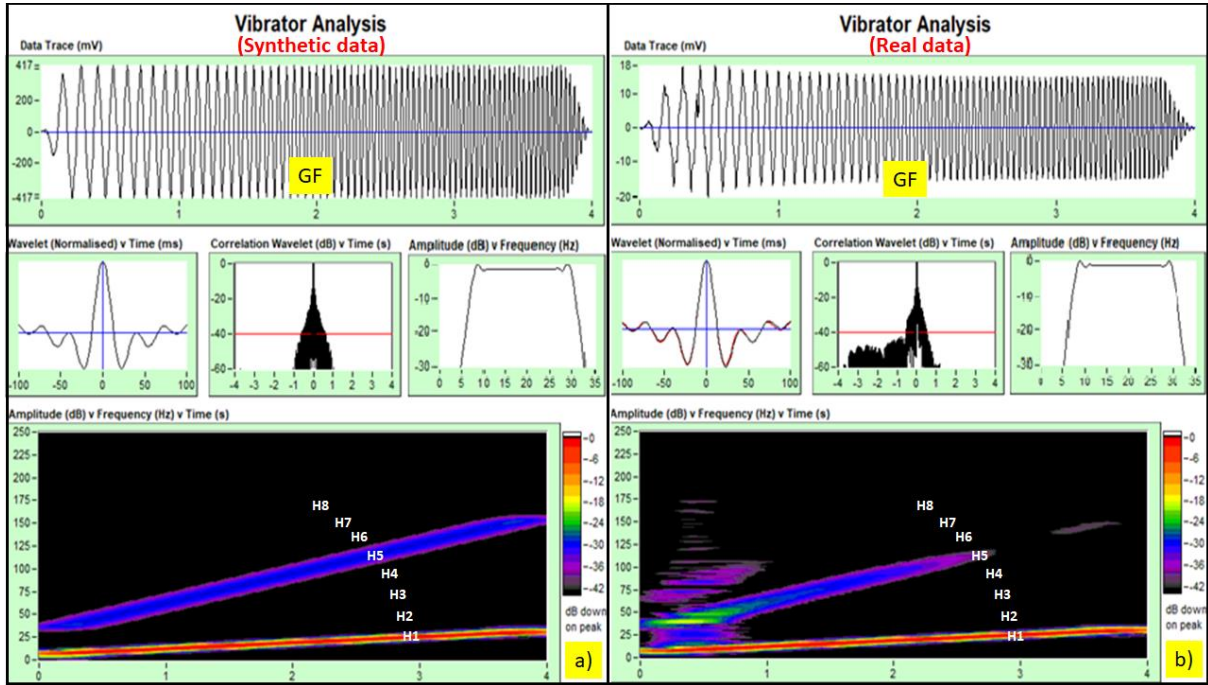 Vibrator Analysis
(Synthetic data)
Data Trace (mV)
417
200
0
-200
-417
GF
0 1 2 3 4
Wavelet (Normalised) v Time (ms)
-100 -50 0 50 100
Correlation Wavelet (dB) v Time (s)
0
-20
-40
-60
-4 -3 -2 -1 0 1 2 3 4
Amplitude (dB) v Frequency (Hz)
0
-10
-20
-30
0 5 10 15 20 25 30 35
Amplitude (dB) v Frequency (Hz) v Time (s)
250
225
200
175
150
125
100
75
50
25
0
H8
H7
H6
H5
H4
H3
H2
H1
0 1 2 3 4
-0
-6
-12
-18
-24
-30
-36
-42
dB down
on peak
a)
Vibrator Analysis
(Real data)
Data Trace (mV)
18
10
0
-10
-20
GF
0 1 2 3 4
Wavelet (Normalised) v Time (ms)
-100 -50 0 50 100
Correlation Wavelet (dB) v Time (s)
0
-20
-40
-60
-4 -3 -2 -1 0 1 2 3 4
Amplitude (dB) v Frequency (Hz)
0
-10
-20
-30
0 5 10 15 20 25 30 35
Amplitude (dB) v Frequency (Hz) v Time (s)
250
225
200
175
150
125
100
75
50
25
0
H8
H7
H6
H5
H4
H3
H2
H1
0 1 2 3 4
-0
-6
-12
-18
-24
-30
-36
-42
dB down
on peak
b)